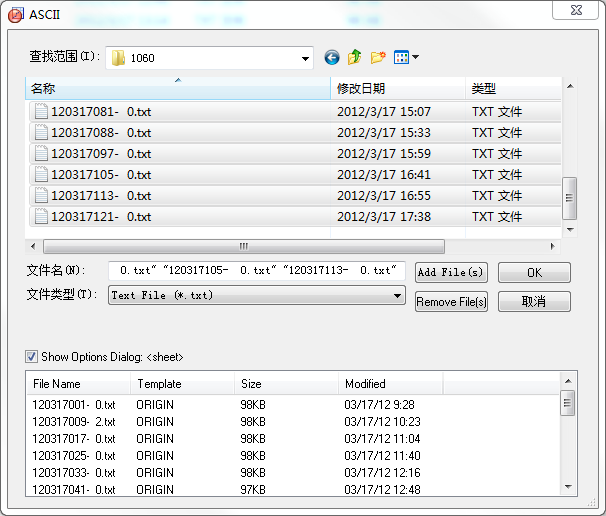 ASCII
查找范围(I):
1060
名称 修改日期 类型
120317081- 0.txt 2012/3/17 15:07 TXT 文件
120317088- 0.txt 2012/3/17 15:33 TXT 文件
120317097- 0.txt 2012/3/17 15:59 TXT 文件
120317105- 0.txt 2012/3/17 16:41 TXT 文件
120317113- 0.txt 2012/3/17 16:55 TXT 文件
120317121- 0.txt 2012/3/17 17:38 TXT 文件
文件名(N): 0.txt" "120317105- 0.txt" "120317113- 0.txt" Add File(s) OK
文件类型(T): Text File (*.txt) Remove File(s) 取消
Show Options Dialog: <sheet>
File Name Template Size Modified
120317001- 0.txt ORIGIN 98KB 03/17/12 9:28
120317009- 2.txt ORIGIN 98KB 03/17/12 10:23
120317017- 0.txt ORIGIN 98KB 03/17/12 11:04
120317025- 0.txt ORIGIN 98KB 03/17/12 11:40
120317033- 0.txt ORIGIN 98KB 03/17/12 12:16
120317041- 0.txt ORIGIN 97KB 03/17/12 12:48